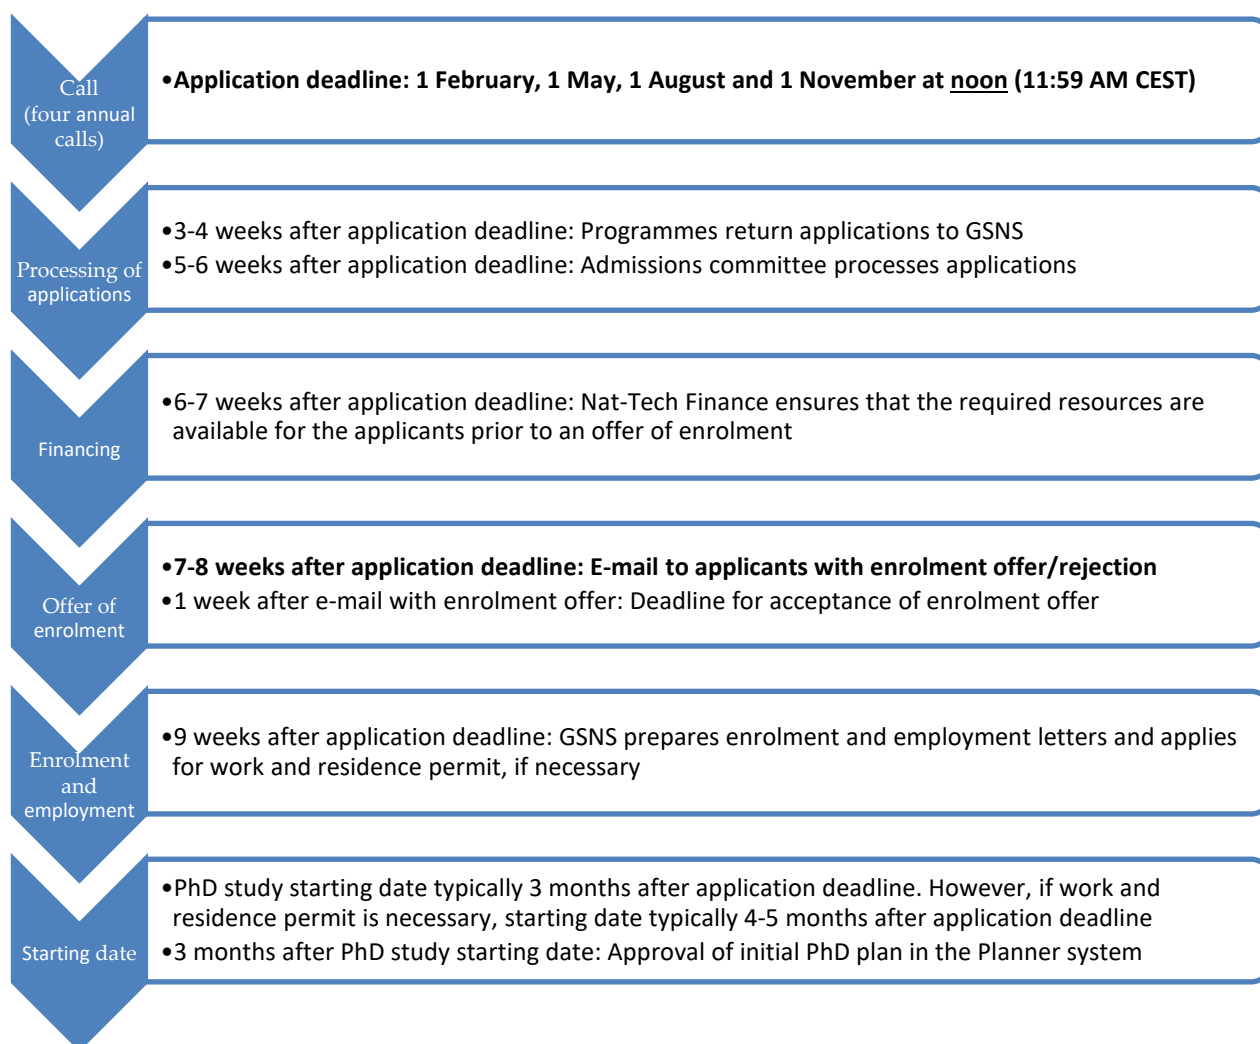 Call
(four annual
calls)
•Application deadline: 1 February, 1 May, 1 August and 1 November at noon (11:59 AM CEST)
Processing of
applications
•3-4 weeks after application deadline: Programmes return applications to GSNS
•5-6 weeks after application deadline: Admissions committee processes applications
Financing
•6-7 weeks after application deadline: Nat-Tech Finance ensures that the required resources are
available for the applicants prior to an offer of enrolment
Offer of
enrolment
•7-8 weeks after application deadline: E-mail to applicants with enrolment offer/rejection
•1 week after e-mail with enrolment offer: Deadline for acceptance of enrolment offer
Enrolment
and
employment
•9 weeks after application deadline: GSNS prepares enrolment and employment letters and applies
for work and residence permit, if necessary
Starting date
•PhD study starting date typically 3 months after application deadline. However, if work and
residence permit is necessary, starting date typically 4-5 months after application deadline
•3 months after PhD study starting date: Approval of initial PhD plan in the Planner system